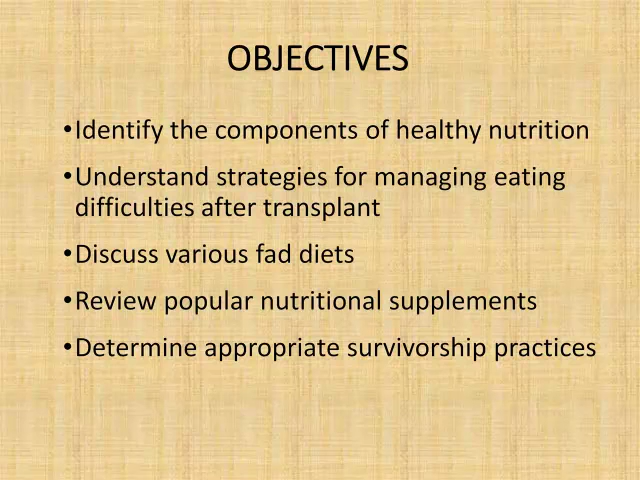 OBJECTIVES
•Identify the components of healthy nutrition
•Understand strategies for managing eating
difficulties after transplant
•Discuss various fad diets
•Review popular nutritional supplements
•Determine appropriate survivorship practices